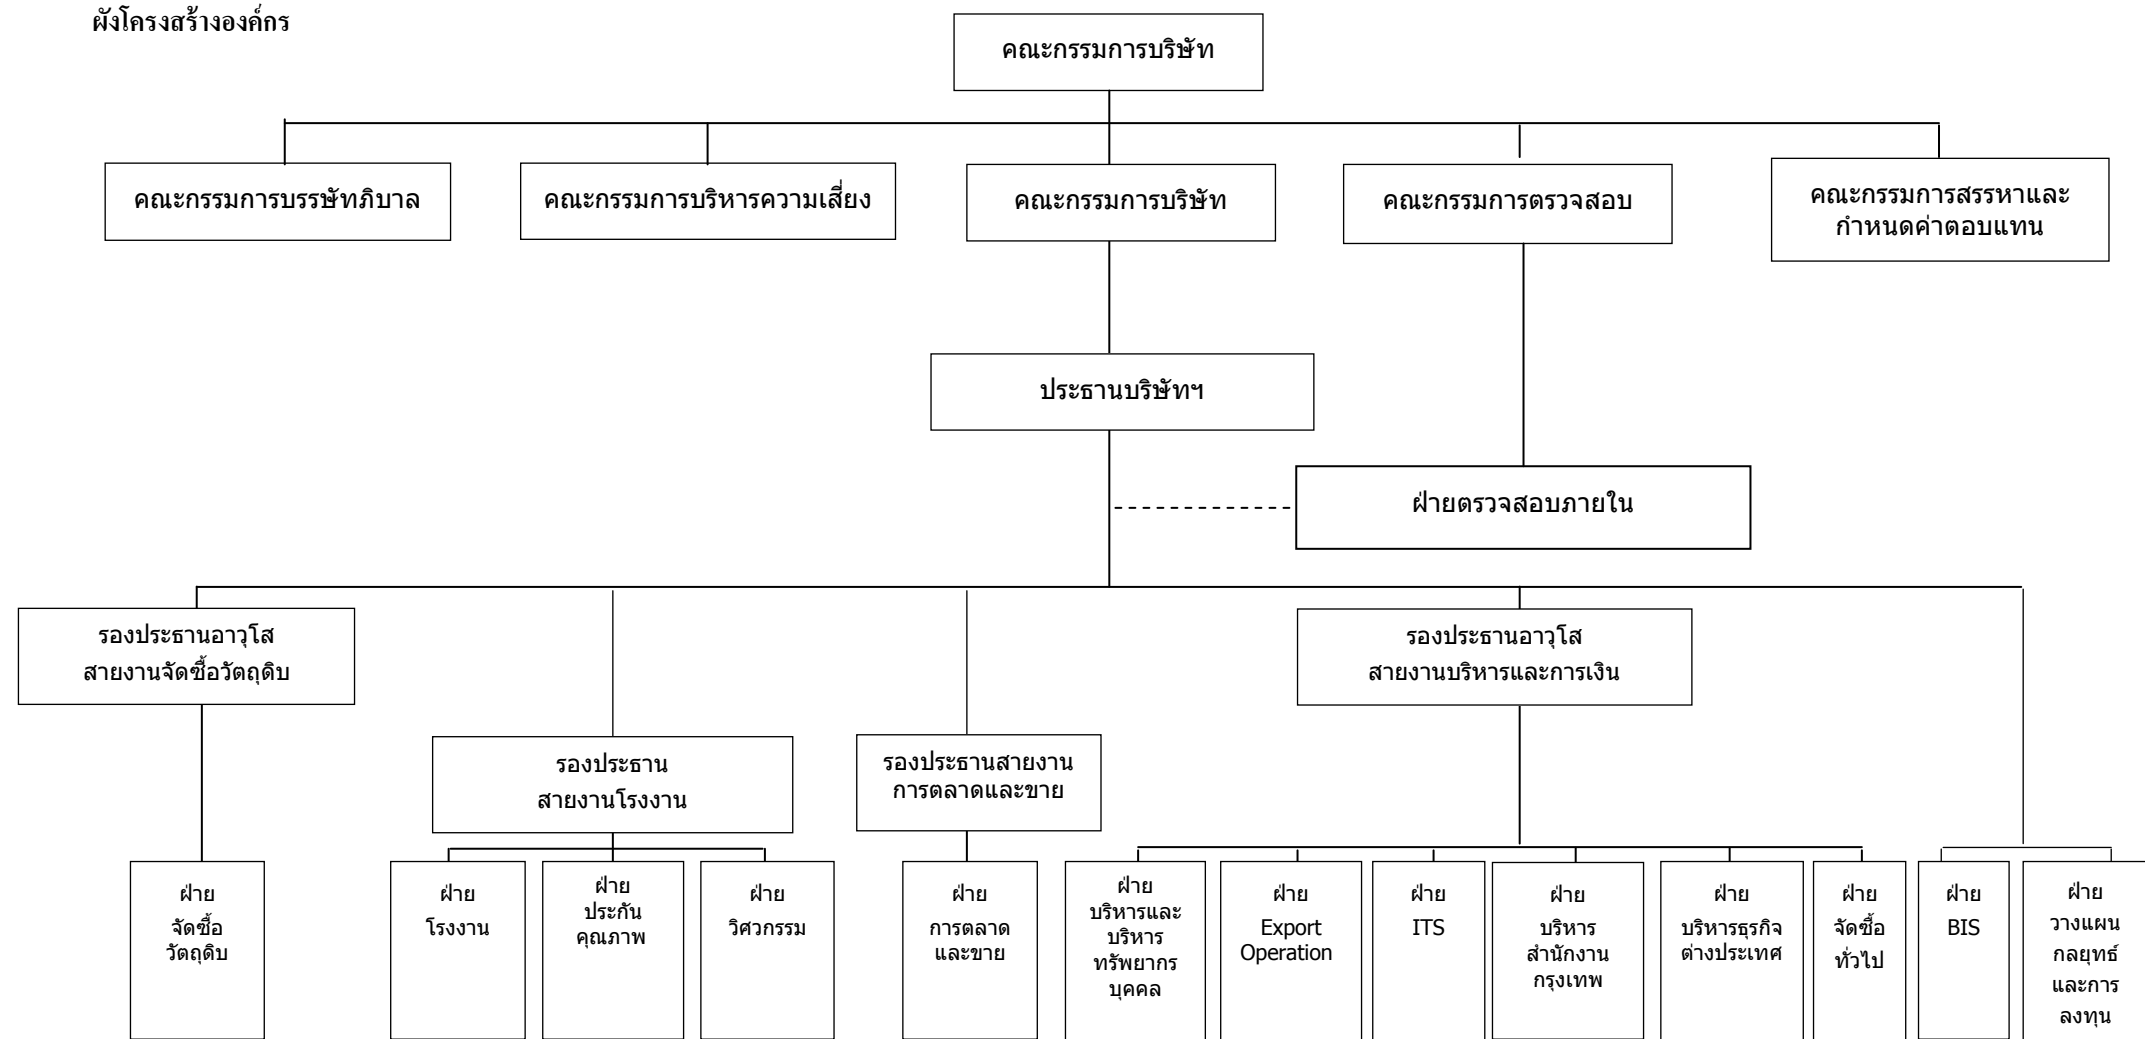 ผังโครงสร้างองค์กร
คณะกรรมการบริษัท
คณะกรรมการบรรษัทภิบาล
คณะกรรมการบริหารความเสี่ยง
คณะกรรมการบริษัท
คณะกรรมการตรวจสอบ
คณะกรรมการสรรหาและ
กำหนดค่าตอบแทน
ประธานบริษัทฯ
ฝ่ายตรวจสอบภายใน
รองประธานอาวุโส
สายงานจัดซื้อวัตถุดิบ
รองประธานอาวุโส
สายงานบริหารและการเงิน
รองประธาน
สายงานโรงงาน
รองประธานสายงาน
การตลาดและขาย
ฝ่าย
จัดซื้อ
วัตถุดิบ
ฝ่าย
โรงงาน
ฝ่าย
ประกัน
คุณภาพ
ฝ่าย
วิศวกรรม
ฝ่าย
การตลาด
และขาย
ฝ่าย
บริหารและ
บริหาร
ทรัพยากร
บุคคล
ฝ่าย
Export
Operation
ฝ่าย
ITS
ฝ่าย
บริหาร
สำนักงาน
กรุงเทพ
ฝ่าย
บริหารธุรกิจ
ต่างประเทศ
ฝ่าย
จัดซื้อ
ทั่วไป
ฝ่าย
BIS
ฝ่าย
วางแผน
กลยุทธ์
และการ
ลงทุน